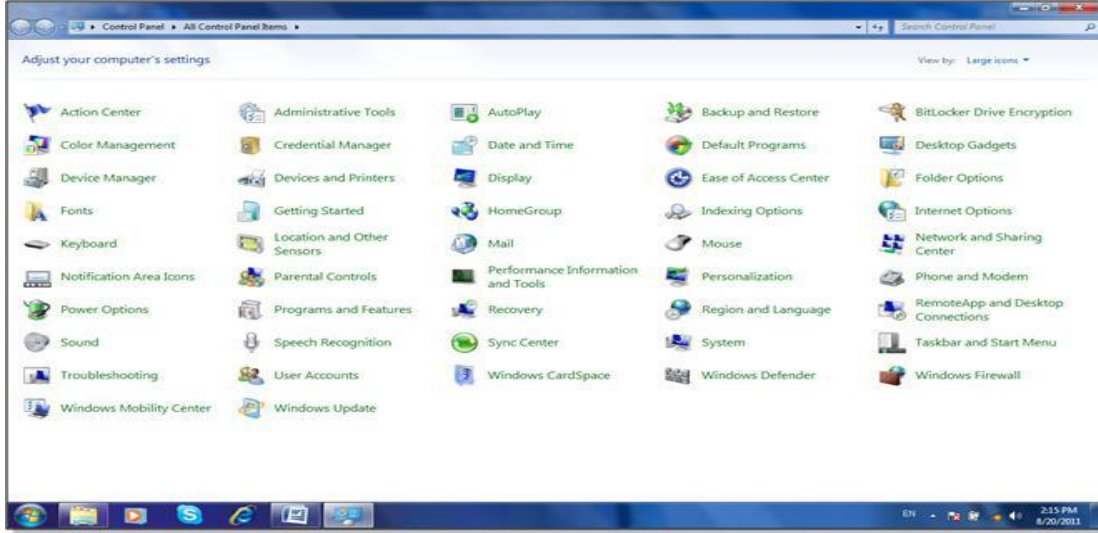 Control Panel ▸ All Control Panel Items ▸
Search Control Panel
Adjust your computer's settings
View by: Large icons
Action Center
Administrative Tools
AutoPlay
Backup and Restore
BitLocker Drive Encryption
Color Management
Credential Manager
Date and Time
Default Programs
Desktop Gadgets
Device Manager
Devices and Printers
Display
Ease of Access Center
Folder Options
Fonts
Getting Started
HomeGroup
Indexing Options
Internet Options
Keyboard
Location and Other
Sensors
Mail
Mouse
Network and Sharing
Center
Notification Area Icons
Parental Controls
Performance Information
and Tools
Personalization
Phone and Modem
Power Options
Programs and Features
Recovery
Region and Language
RemoteApp and Desktop
Connections
Sound
Speech Recognition
Sync Center
System
Taskbar and Start Menu
Troubleshooting
User Accounts
Windows CardSpace
Windows Defender
Windows Firewall
Windows Mobility Center
Windows Update
EN
2:15 PM
8/20/2011